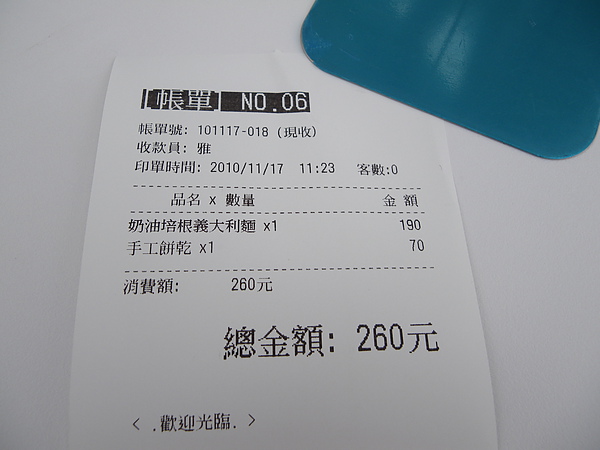 帳單 NO.06
帳單號: 101117-018 (現收)
收款員: 雅
印單時間: 2010/11/17 11:23 客數:0
品名 x 數量 金額
奶油培根義大利麵 x1 190
手工餅乾 x1 70
消費額: 260元
總金額: 260元
< .歡迎光臨. >